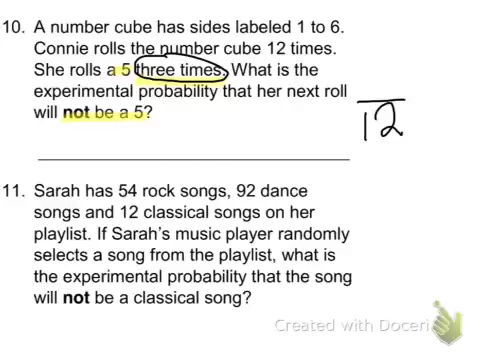 10. A number cube has sides labeled 1 to 6.
Connie rolls the number cube 12 times.
She rolls a 5 three times. What is the
experimental probability that her next roll
will not be a 5?
12
11. Sarah has 54 rock songs, 92 dance
songs and 12 classical songs on her
playlist. If Sarah's music player randomly
selects a song from the playlist, what is
the experimental probability that the song
will not be a classical song?
Created with Doceri